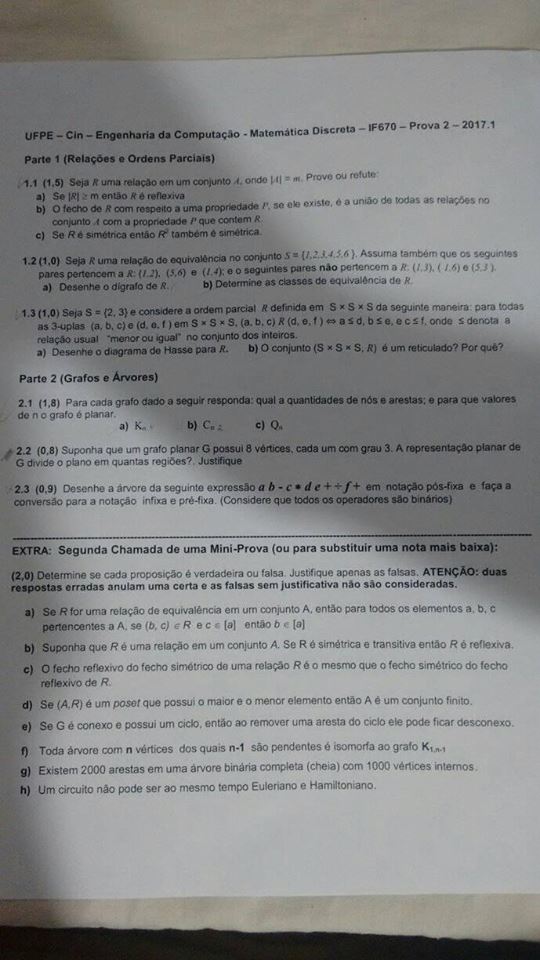 UFPE – Cin – Engenharia da Computação - Matemática Discreta – IF670 – Prova 2 – 2017.1
Parte 1 (Relações e Ordens Parciais)
1.1 (1,5) Seja R uma relação em um conjunto A, onde |A| = m. Prove ou refute:
a) Se |R| ≥ m então R é reflexiva
b) O fecho de R com respeito a uma propriedade P, se ele existe, é a união de todas as relações no
conjunto A com a propriedade P que contem R.
c) Se R é simétrica então R² também é simétrica.
1.2 (1,0) Seja R uma relação de equivalência no conjunto S = {1,2,3,4,5,6 }. Assuma também que os seguintes
pares pertencem a R: (1,2), (5,6) e (1,4); e o seguintes pares não pertencem a R: (1,3), ( 1,6) e (5,3 ).
a) Desenhe o dígrafo de R. b) Determine as classes de equivalência de R.
1.3 (1,0) Seja S = {2, 3} e considere a ordem parcial R definida em S × S × S da seguinte maneira: para todas
as 3-uplas (a, b, c) e (d, e, f ) em S × S × S, (a, b, c) R (d, e, f ) ⇔ a ≤ d, b ≤ e, e c ≤ f, onde ≤ denota a
relação usual "menor ou igual" no conjunto dos inteiros.
a) Desenhe o diagrama de Hasse para R. b) O conjunto (S × S × S, R) é um reticulado? Por quê?
Parte 2 (Grafos e Árvores)
2.1 (1,8) Para cada grafo dado a seguir responda: qual a quantidades de nós e arestas; e para que valores
de n o grafo é planar.
a) b) c) Qn
2.2 (0,8) Suponha que um grafo planar G possui 8 vértices, cada um com grau 3. A representação planar de
G divide o plano em quantas regiões?. Justifique
2.3 (0,9) Desenhe a árvore da seguinte expressão a b - c * d e + ÷ f + em notação pós-fixa e faça a
conversão para a notação infixa e pré-fixa. (Considere que todos os operadores são binários)
EXTRA: Segunda Chamada de uma Mini-Prova (ou para substituir uma nota mais baixa):
(2,0) Determine se cada proposição é verdadeira ou falsa. Justifique apenas as falsas. ATENÇÃO: duas
respostas erradas anulam uma certa e as falsas sem justificativa não são consideradas.
a) Se R for uma relação de equivalência em um conjunto A, então para todos os elementos a, b, c
pertencentes a A, se (b, c) ∈ R e c ∈ [a] então b ∈ [a]
b) Suponha que R é uma relação em um conjunto A. Se R é simétrica e transitiva então R é reflexiva.
c) O fecho reflexivo do fecho simétrico de uma relação R é o mesmo que o fecho simétrico do fecho
reflexivo de R.
d) Se (A,R) é um poset que possui o maior e o menor elemento então A é um conjunto finito.
e) Se G é conexo e possui um ciclo, então ao remover uma aresta do ciclo ele pode ficar desconexo.
f) Toda árvore com n vértices dos quais n-1 são pendentes é isomorfa ao grafo K1,n-1
g) Existem 2000 arestas em uma árvore binária completa (cheia) com 1000 vértices internos.
h) Um circuito não pode ser ao mesmo tempo Euleriano e Hamiltoniano.